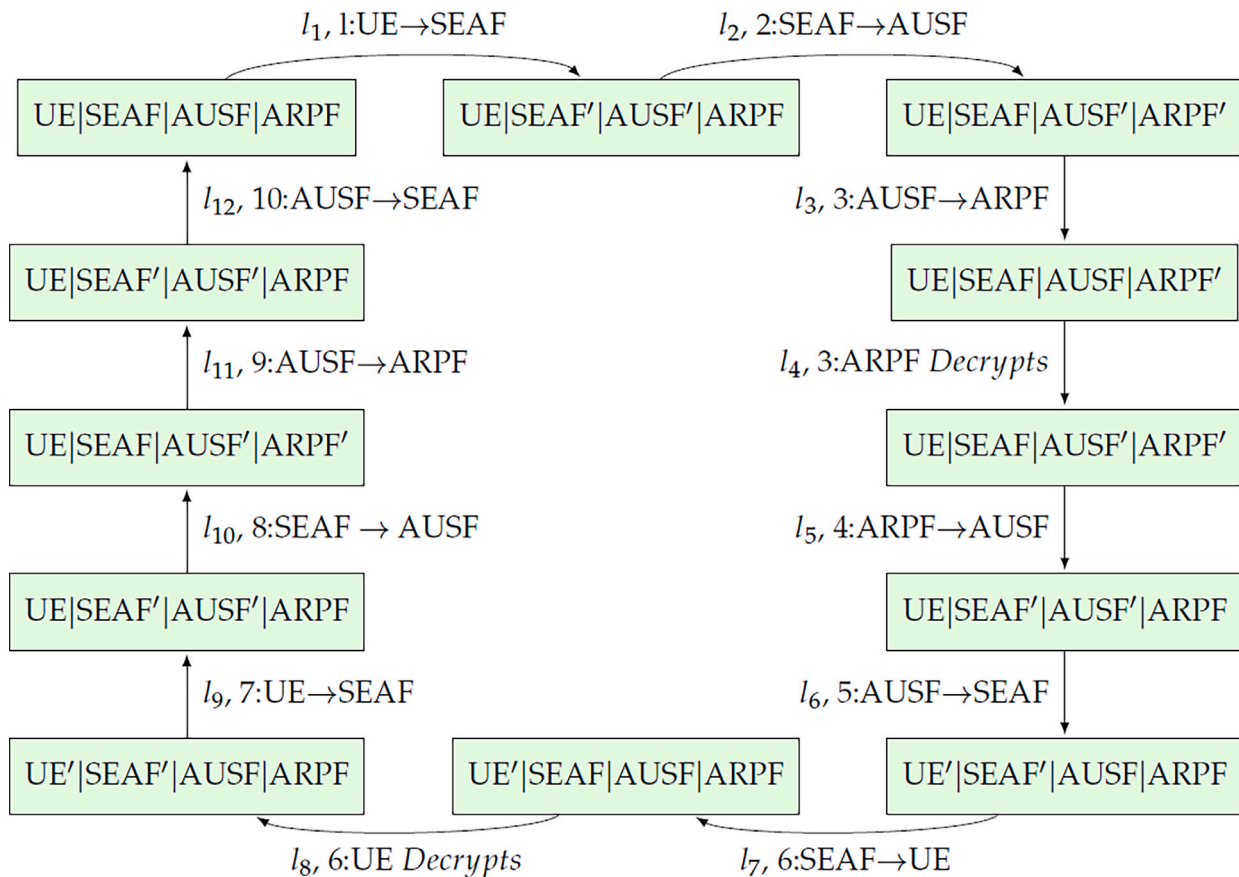 l₁, 1:UE→SEAF
l₂, 2:SEAF→AUSF
UE|SEAF|AUSF|ARPF
UE|SEAF′|AUSF′|ARPF
UE|SEAF|AUSF′|ARPF′
l₁₂, 10:AUSF→SEAF
l₃, 3:AUSF→ARPF
UE|SEAF′|AUSF′|ARPF
UE|SEAF|AUSF|ARPF′
l₁₁, 9:AUSF→ARPF
l₄, 3:ARPF Decrypts
UE|SEAF|AUSF′|ARPF′
UE|SEAF|AUSF′|ARPF′
l₁₀, 8:SEAF → AUSF
l₅, 4:ARPF→AUSF
UE|SEAF′|AUSF′|ARPF
UE|SEAF′|AUSF′|ARPF
l₉, 7:UE→SEAF
l₆, 5:AUSF→SEAF
UE′|SEAF′|AUSF|ARPF
UE′|SEAF|AUSF|ARPF
UE′|SEAF′|AUSF|ARPF
l₈, 6:UE Decrypts
l₇, 6:SEAF→UE